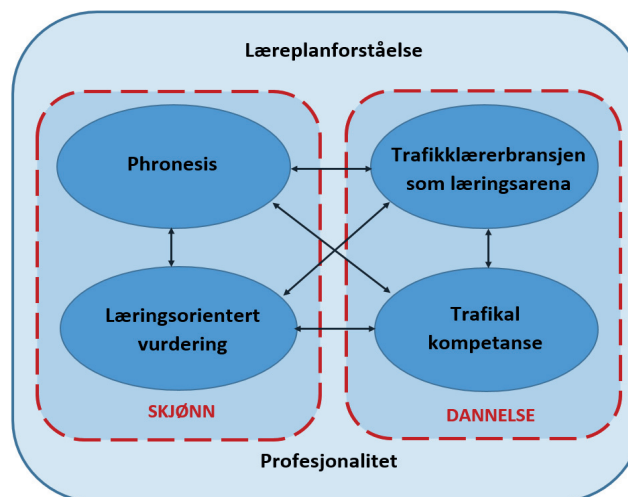 Læreplanforståelse
Phronesis
Trafikklærerbransjen
som læringsarena
Læringsorientert
vurdering
Trafikal
kompetanse
SKJØNN
DANNELSE
Profesjonalitet